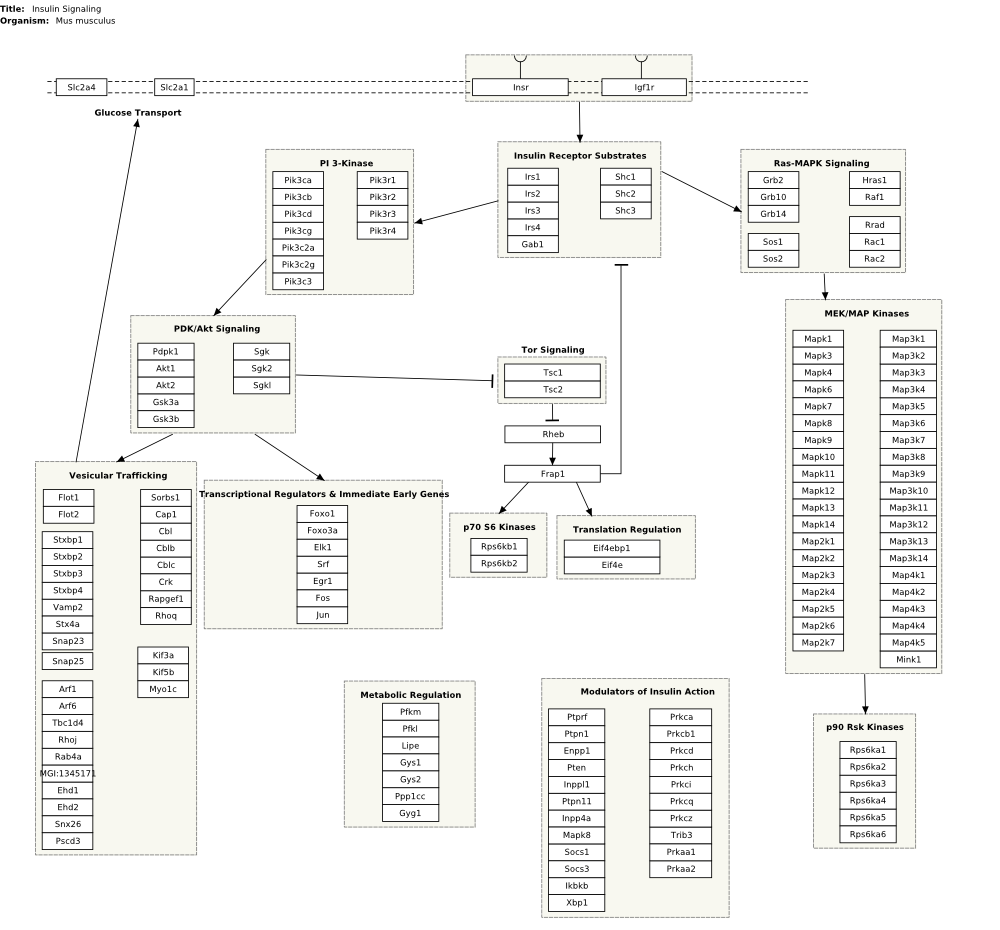 Title: Insulin Signaling
Organism: Mus musculus
Slc2a4
Slc2a1
Insr
Igf1r
Glucose Transport
PI 3-Kinase
Pik3ca
Pik3cb
Pik3cd
Pik3cg
Pik3c2a
Pik3c2g
Pik3c3
Pik3r1
Pik3r2
Pik3r3
Pik3r4
Insulin Receptor Substrates
Irs1
Irs2
Irs3
Irs4
Gab1
Shc1
Shc2
Shc3
Ras-MAPK Signaling
Grb2
Grb10
Grb14
Sos1
Sos2
Hras1
Raf1
Rrad
Rac1
Rac2
PDK/Akt Signaling
Pdpk1
Akt1
Akt2
Gsk3a
Gsk3b
Sgk
Sgk2
Sgkl
Tor Signaling
Tsc1
Tsc2
Rheb
Frap1
MEK/MAP Kinases
Mapk1
Mapk3
Mapk4
Mapk6
Mapk7
Mapk8
Mapk9
Mapk10
Mapk11
Mapk12
Mapk13
Mapk14
Map2k1
Map2k2
Map2k3
Map2k4
Map2k5
Map2k6
Map2k7
Map3k1
Map3k2
Map3k3
Map3k4
Map3k5
Map3k6
Map3k7
Map3k8
Map3k9
Map3k10
Map3k11
Map3k12
Map3k13
Map3k14
Map4k1
Map4k2
Map4k3
Map4k4
Map4k5
Mink1
Vesicular Trafficking
Flot1
Flot2
Stxbp1
Stxbp2
Stxbp3
Stxbp4
Vamp2
Stx4a
Snap23
Snap25
Arf1
Arf6
Tbc1d4
Rhoj
Rab4a
MGI:1345171
Ehd1
Ehd2
Snx26
Pscd3
Sorbs1
Cap1
Cbl
Cblb
Cblc
Crk
Rapgef1
Rhoq
Kif3a
Kif5b
Myo1c
Transcriptional Regulators & Immediate Early Genes
Foxo1
Foxo3a
Elk1
Srf
Egr1
Fos
Jun
p70 S6 Kinases
Rps6kb1
Rps6kb2
Translation Regulation
Eif4ebp1
Eif4e
Metabolic Regulation
Pfkm
Pfkl
Lipe
Gys1
Gys2
Ppp1cc
Gyg1
Modulators of Insulin Action
Ptprf
Ptpn1
Enpp1
Pten
Inppl1
Ptpn11
Inpp4a
Mapk8
Socs1
Socs3
Ikbkb
Xbp1
Prkca
Prkcb1
Prkcd
Prkch
Prkci
Prkcq
Prkcz
Trib3
Prkaa1
Prkaa2
p90 Rsk Kinases
Rps6ka1
Rps6ka2
Rps6ka3
Rps6ka4
Rps6ka5
Rps6ka6